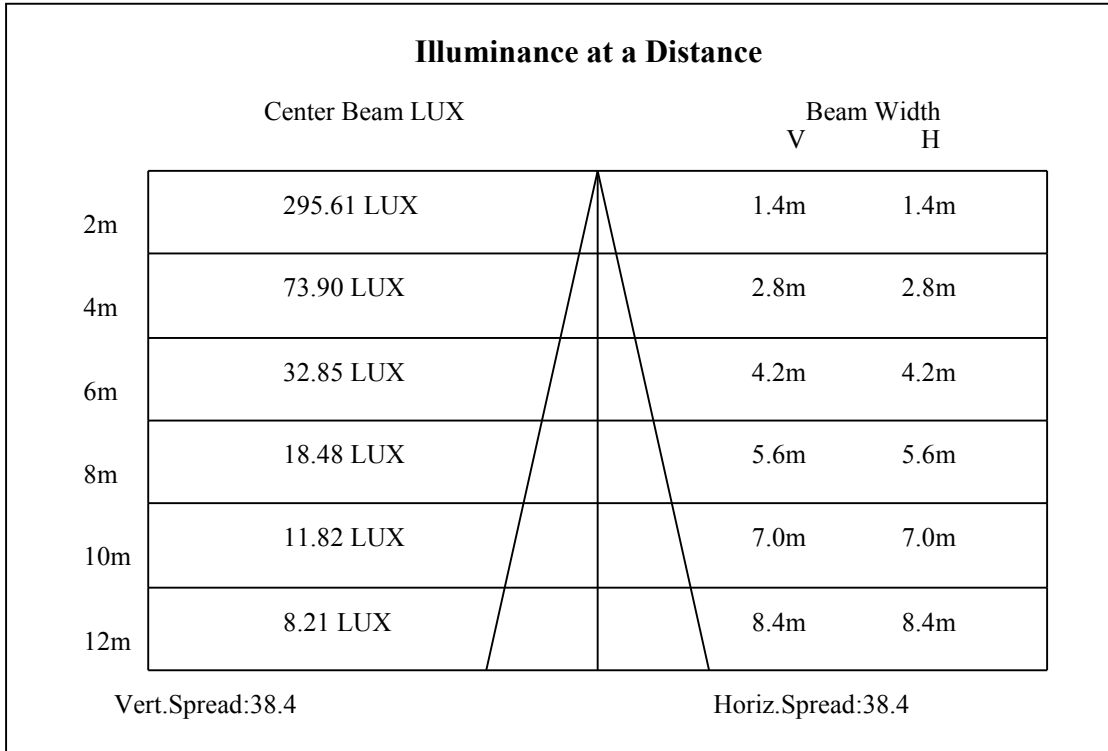 Illuminance at a Distance
Center Beam LUX Beam Width
V H
2m 295.61 LUX 1.4m 1.4m
4m 73.90 LUX 2.8m 2.8m
6m 32.85 LUX 4.2m 4.2m
8m 18.48 LUX 5.6m 5.6m
10m 11.82 LUX 7.0m 7.0m
12m 8.21 LUX 8.4m 8.4m
Vert.Spread:38.4 Horiz.Spread:38.4